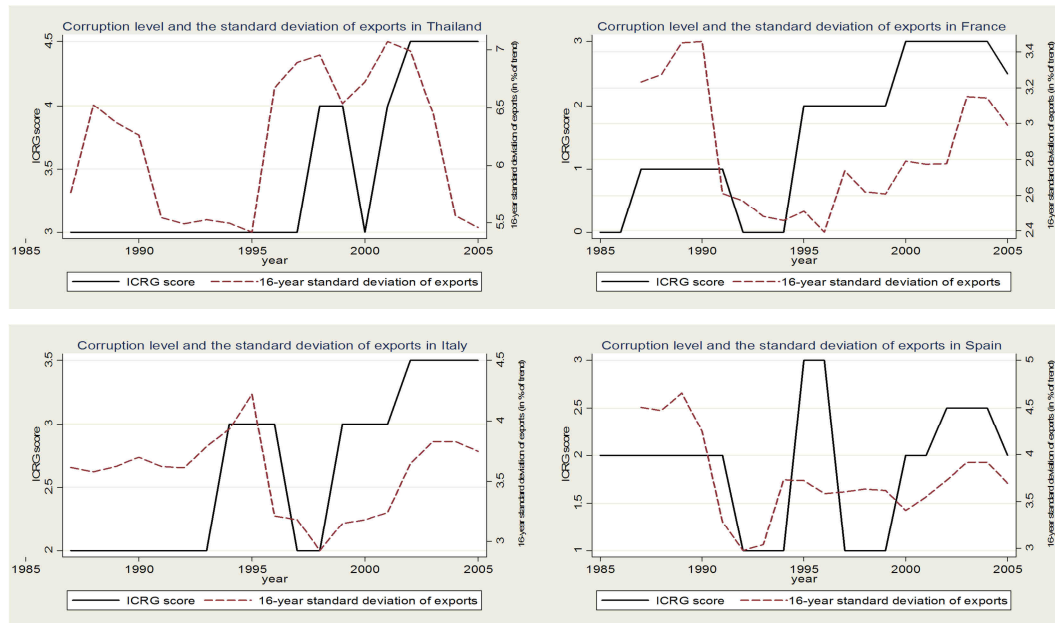 Corruption level and the standard deviation of exports in Thailand
ICRG score
3 3.5 4 4.5
5.5 6 6.5 7
16-year standard deviation of exports (in % of trend)
1985 1990 1995 2000 2005
year
ICRG score 16-year standard deviation of exports
Corruption level and the standard deviation of exports in France
ICRG score
0 1 2 3
2.4 2.6 2.8 3 3.2 3.4
16-year standard deviation of exports (in % of trend)
1985 1990 1995 2000 2005
year
ICRG score 16-year standard deviation of exports
Corruption level and the standard deviation of exports in Italy
ICRG score
2 2.5 3 3.5
3 3.5 4 4.5
16-year standard deviation of exports (in % of trend)
1985 1990 1995 2000 2005
year
ICRG score 16-year standard deviation of exports
Corruption level and the standard deviation of exports in Spain
ICRG score
1 1.5 2 2.5 3
3 3.5 4 4.5 5
16-year standard deviation of exports (in % of trend)
1985 1990 1995 2000 2005
year
ICRG score 16-year standard deviation of exports